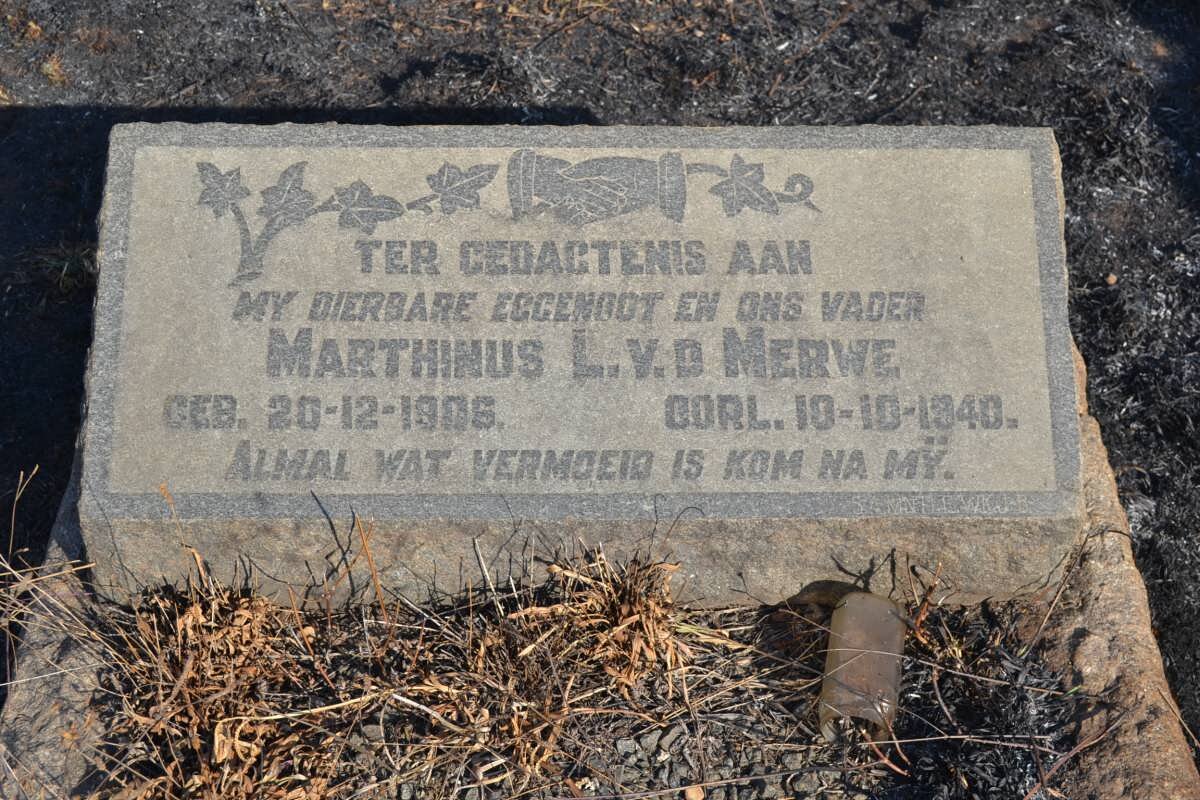 TER GEDACTENIS AAN
MY DIERBARE EGGENOOT EN ONS VADER
MARTHINUS L.V.D MERWE.
GEB. 20-12-1906. OORL. 10-10-1940.
ALMAL WAT VERMOEID IS KOM NA MŸ.